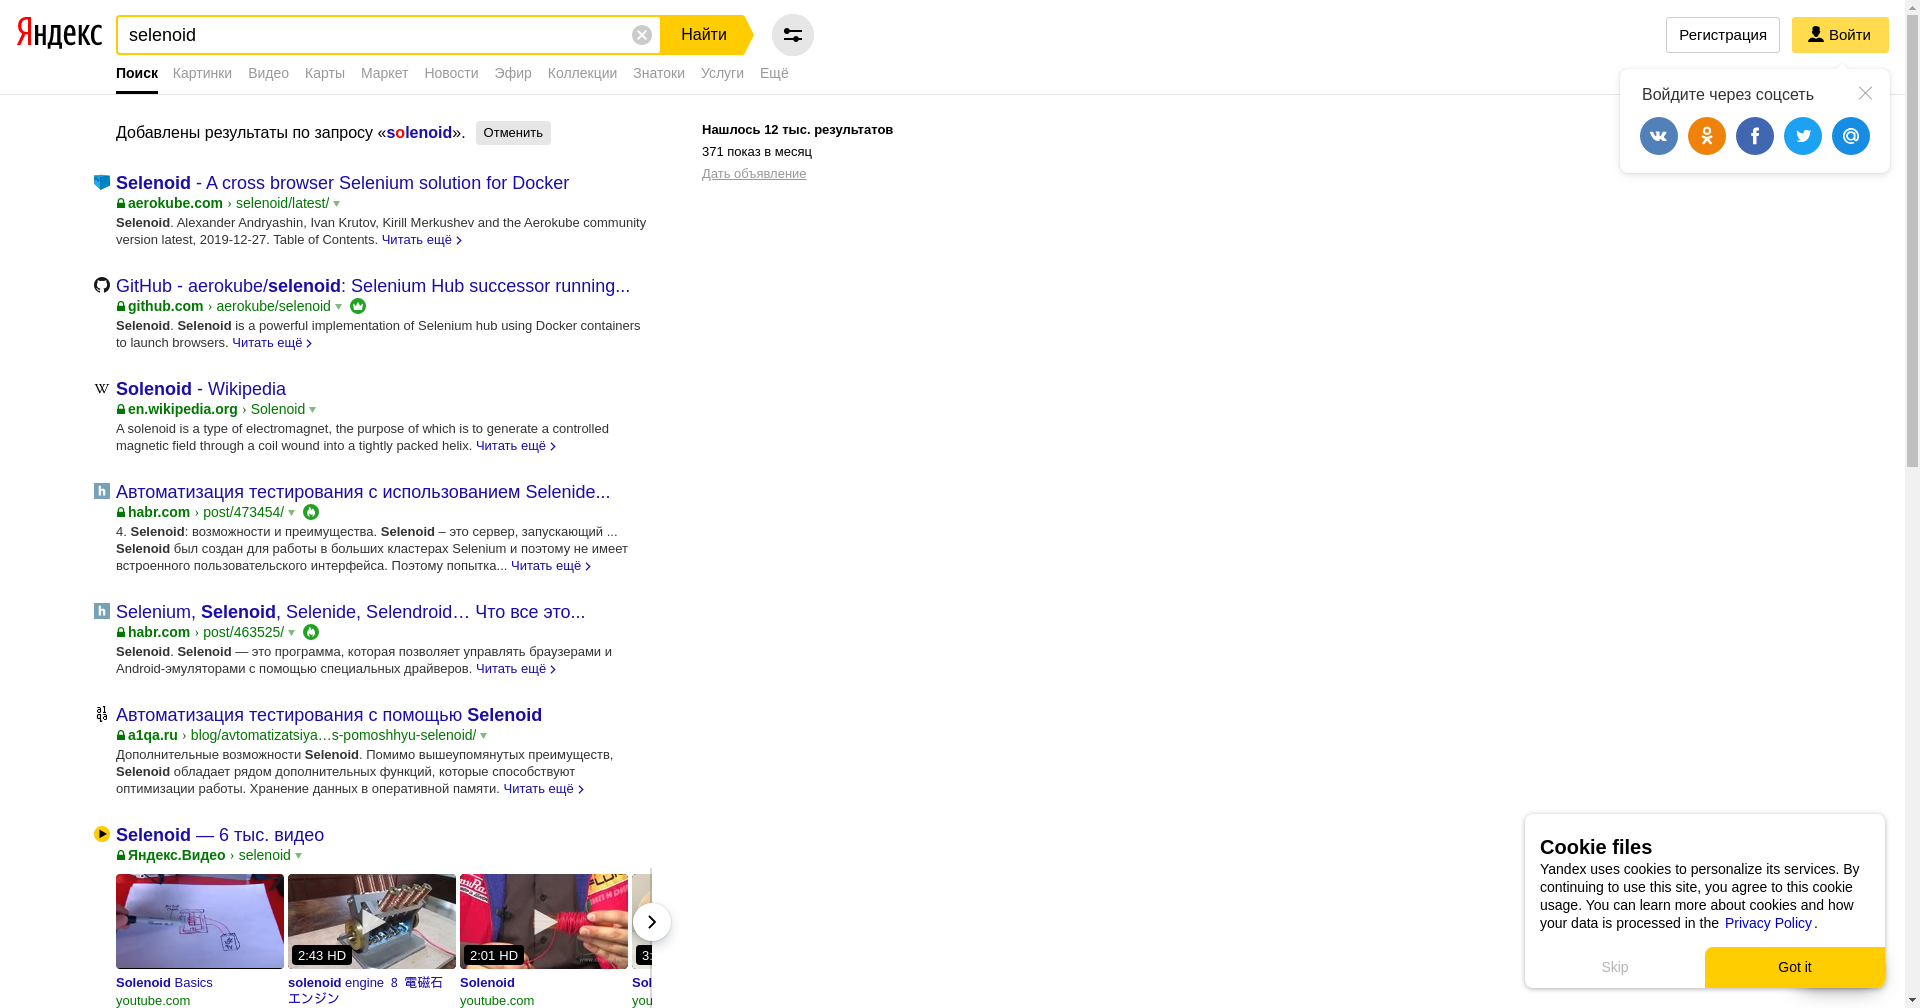 Яндекс
selenoid
Найти
Регистрация
Войти
Поиск Картинки Видео Карты Маркет Новости Эфир Коллекции Знатоки Услуги Ещё
Войдите через соцсеть
Добавлены результаты по запросу «solenoid». Отменить
Нашлось 12 тыс. результатов
371 показ в месяц
Дать объявление
Selenoid - A cross browser Selenium solution for Docker
aerokube.com › selenoid/latest/
Selenoid. Alexander Andryashin, Ivan Krutov, Kirill Merkushev and the Aerokube community
version latest, 2019-12-27. Table of Contents. Читать ещё
GitHub - aerokube/selenoid: Selenium Hub successor running...
github.com › aerokube/selenoid
Selenoid. Selenoid is a powerful implementation of Selenium hub using Docker containers
to launch browsers. Читать ещё
Solenoid - Wikipedia
en.wikipedia.org › Solenoid
A solenoid is a type of electromagnet, the purpose of which is to generate a controlled
magnetic field through a coil wound into a tightly packed helix. Читать ещё
Автоматизация тестирования с использованием Selenide...
habr.com › post/473454/
4. Selenoid: возможности и преимущества. Selenoid – это сервер, запускающий ...
Selenoid был создан для работы в больших кластерах Selenium и поэтому не имеет
встроенного пользовательского интерфейса. Поэтому попытка... Читать ещё
Selenium, Selenoid, Selenide, Selendroid… Что все это...
habr.com › post/463525/
Selenoid. Selenoid — это программа, которая позволяет управлять браузерами и
Android-эмуляторами с помощью специальных драйверов. Читать ещё
Автоматизация тестирования с помощью Selenoid
a1qa.ru › blog/avtomatizatsiya…s-pomoshhyu-selenoid/
Дополнительные возможности Selenoid. Помимо вышеупомянутых преимуществ,
Selenoid обладает рядом дополнительных функций, которые способствуют
оптимизации работы. Хранение данных в оперативной памяти. Читать ещё
Selenoid — 6 тыс. видео
Яндекс.Видео › selenoid
2:43 HD
2:01 HD
3:
Solenoid Basics
youtube.com
solenoid engine 8 電磁石
エンジン
Solenoid
youtube.com
Sol
you
Cookie files
Yandex uses cookies to personalize its services. By
continuing to use this site, you agree to this cookie
usage. You can learn more about cookies and how
your data is processed in the Privacy Policy.
Skip
Got it